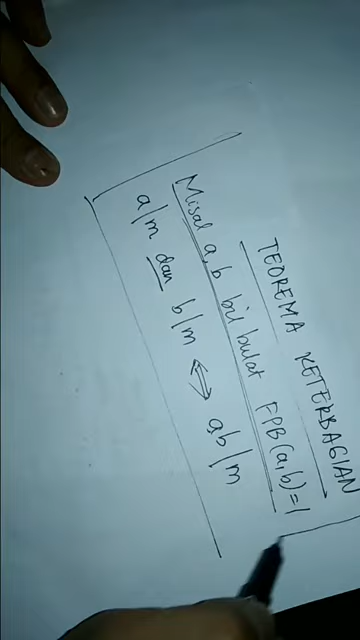 TEOREMA KETERBAGIAN
Misal a, b bil bulat FPB(a,b)=1
a|m dan b|m ⇔ ab|m